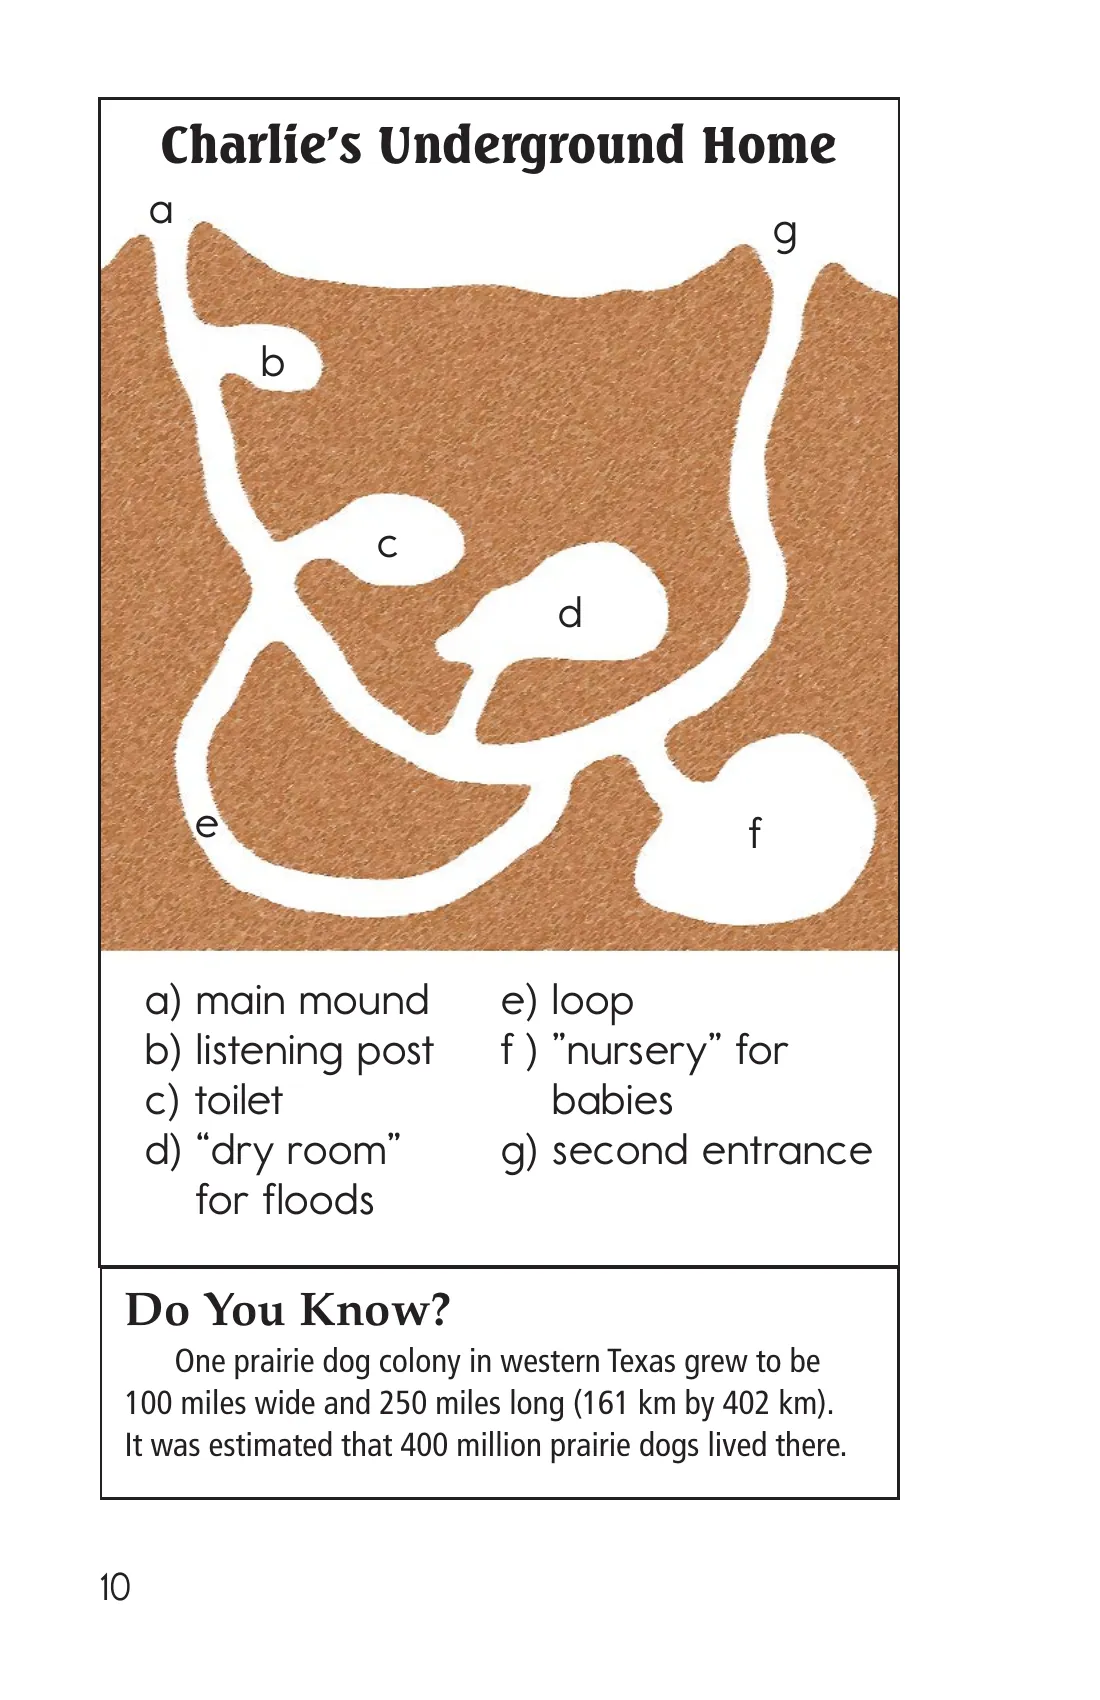 Charlie’s Underground Home
a
g
b
c
d
e
f
a) main mound
b) listening post
c) toilet
d) “dry room”
for floods
e) loop
f ) ”nursery” for
babies
g) second entrance
Do You Know?
One prairie dog colony in western Texas grew to be
100 miles wide and 250 miles long (161 km by 402 km).
It was estimated that 400 million prairie dogs lived there.
10